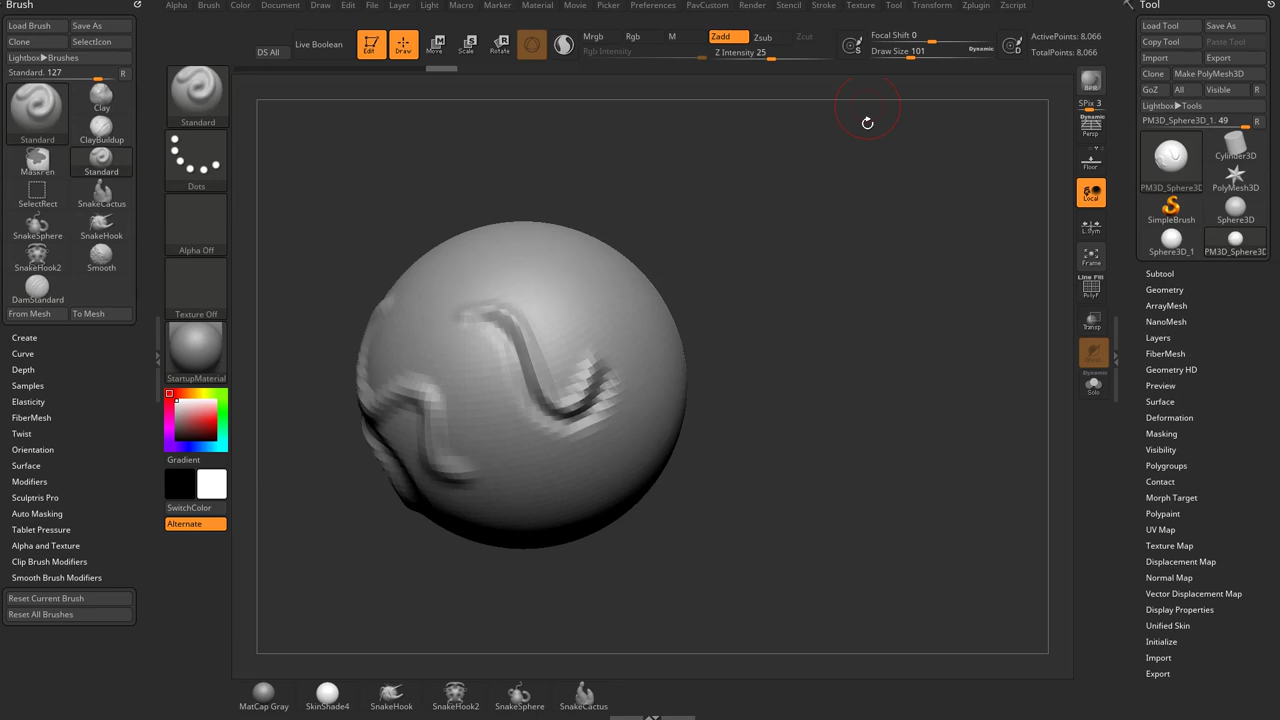 Brush
Alpha Brush Color Document Draw Edit File Layer Light Macro Marker Material Movie Picker Preferences PavCustom Render Stencil Stroke Texture Tool Transform Zplugin Zscript
Tool
Load Brush Save As
Clone SelectIcon
Lightbox▶Brushes
Standard. 127 R
Standard
Clay
ClayBuildup
MaskPen
Standard
SelectRect
SnakeCactus
SnakeSphere
SnakeHook
SnakeHook2
Smooth
DamStandard
From Mesh To Mesh
Create
Curve
Depth
Samples
Elasticity
FiberMesh
Twist
Orientation
Surface
Modifiers
Sculptris Pro
Auto Masking
Tablet Pressure
Alpha and Texture
Clip Brush Modifiers
Smooth Brush Modifiers
Reset Current Brush
Reset All Brushes
DS All
Live Boolean
Edit
Draw
Move
Scale
Rotate
Mrgb Rgb M
Rgb Intensity
Zadd Zsub Zcut
Z Intensity 25
S
Focal Shift 0
Draw Size 101
Dynamic
D
ActivePoints: 8,066
TotalPoints: 8,066
Standard
Dots
Alpha Off
Texture Off
StartupMaterial
Gradient
SwitchColor
Alternate
BPR
SPix 3
Dynamic
Persp
Floor
Local
L.Sym
Frame
Line Fill
PolyF
Transp
Dynamic
Solo
MatCap Gray
SkinShade4
SnakeHook
SnakeHook2
SnakeSphere
SnakeCactus
Load Tool Save As
Copy Tool Paste Tool
Import Export
Clone Make PolyMesh3D
GoZ All Visible R
Lightbox▶Tools
PM3D_Sphere3D_1. 49 R
PM3D_Sphere3D
Cylinder3D
PolyMesh3D
SimpleBrush
Sphere3D
Sphere3D_1
PM3D_Sphere3D
Subtool
Geometry
ArrayMesh
NanoMesh
Layers
FiberMesh
Geometry HD
Preview
Surface
Deformation
Masking
Visibility
Polygroups
Contact
Morph Target
Polypaint
UV Map
Texture Map
Displacement Map
Normal Map
Vector Displacement Map
Display Properties
Unified Skin
Initialize
Import
Export